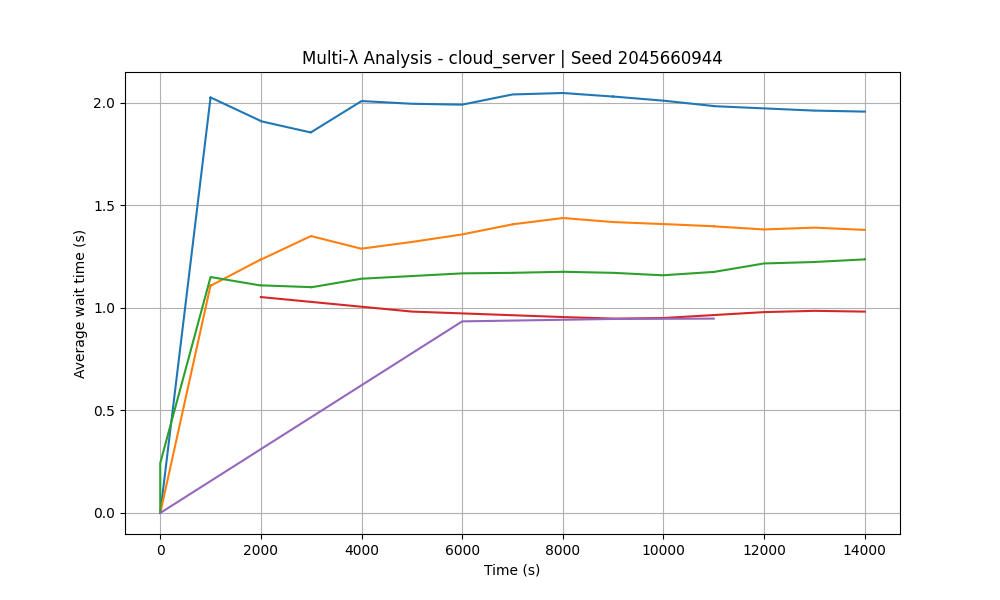 Multi-λ Analysis - cloud_server | Seed 2045660944
Average wait time (s)
2.0
1.5
1.0
0.5
0.0
0 2000 4000 6000 8000 10000 12000 14000
Time (s)